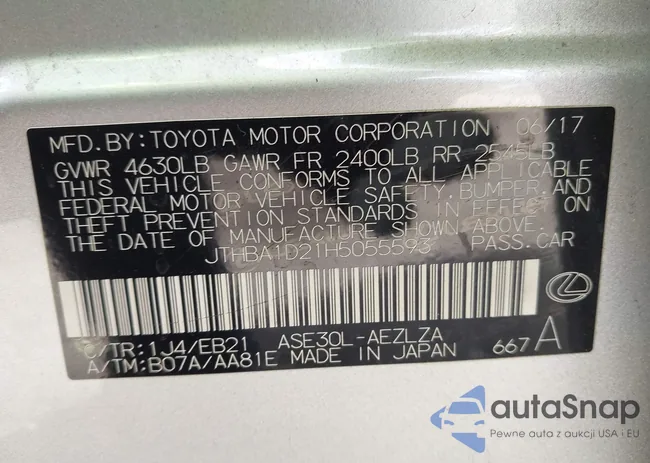 MFD.BY:TOYOTA MOTOR CORPORATION 06/17
GVWR 4630LB GAWR FR 2400LB RR 2545LB
THIS VEHICLE CONFORMS TO ALL APPLICABLE
FEDERAL MOTOR VEHICLE SAFETY,BUMPER,AND
THEFT PREVENTION STANDARDS IN EFFECT ON
THE DATE OF MANUFACTURE SHOWN ABOVE.
JTHBA1D21H5055593 PASS.CAR
C/TR:1J4/EB21 ASE30L-AEZLZA
A/TM:B07A/AA81E MADE IN JAPAN 667A
autaSnap
Pewne auta z aukcji USA i EU